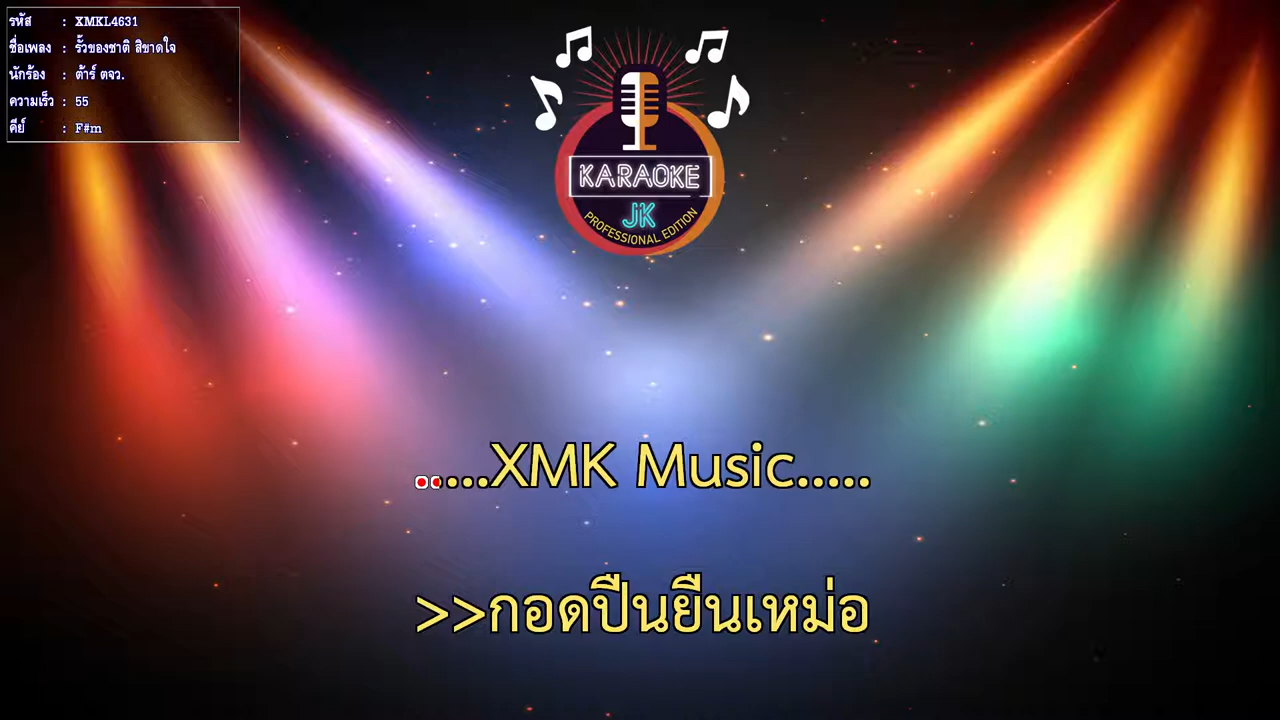 รหัส : XMKL4631
ชื่อเพลง : รั้วของชาติ สิขาดใจ
นักร้อง : ต้าร์ ตจว.
ความเร็ว : 55
คีย์ : F#m
KARAOKE
JK
PROFESSIONAL EDITION
.....XMK Music.....
>>กอดปืนยืนเหม่อ